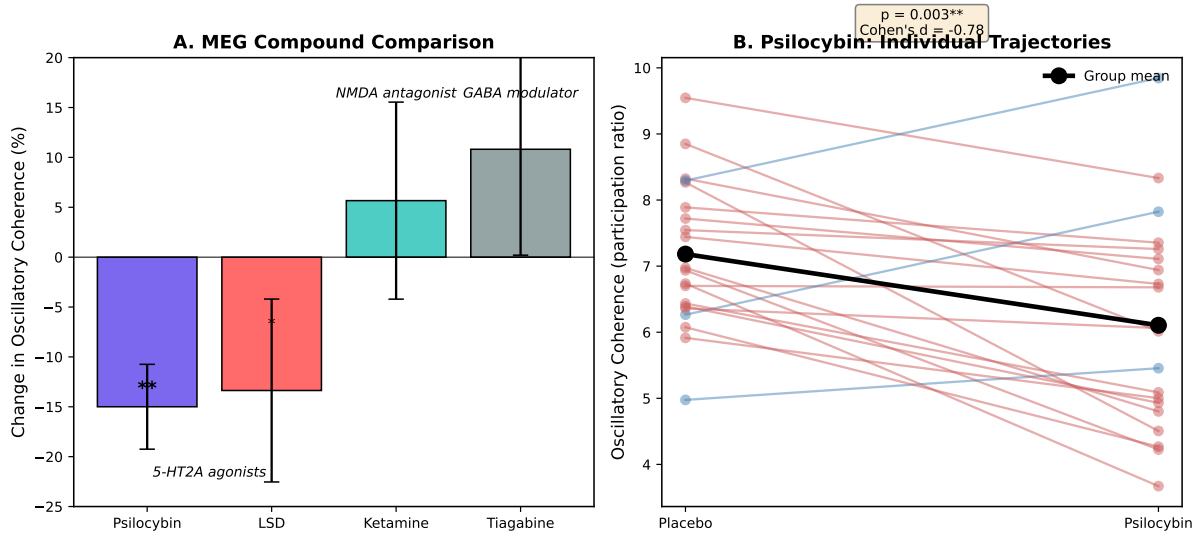 A. MEG Compound Comparison
Change in Oscillatory Coherence (%)
20
15
10
5
0
−5
−10
−15
−20
−25
NMDA antagonist
GABA modulator
**
*
5-HT2A agonists
Psilocybin
LSD
Ketamine
Tiagabine
p = 0.003**
Cohen's d = -0.78
B. Psilocybin: Individual Trajectories
Oscillatory Coherence (participation ratio)
10
9
8
7
6
5
4
Group mean
Placebo
Psilocybin